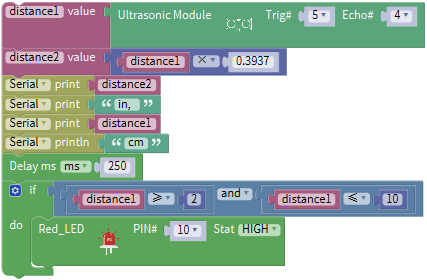 distance1 value Ultrasonic Module Trig# 5 Echo# 4
distance2 value distance1 × 0.3937
Serial print distance2
Serial print “ in, ”
Serial print distance1
Serial println “ cm ”
Delay ms ms 250
if distance1 ≥ 2 and distance1 ≤ 10
do Red_LED PIN# 10 Stat HIGH